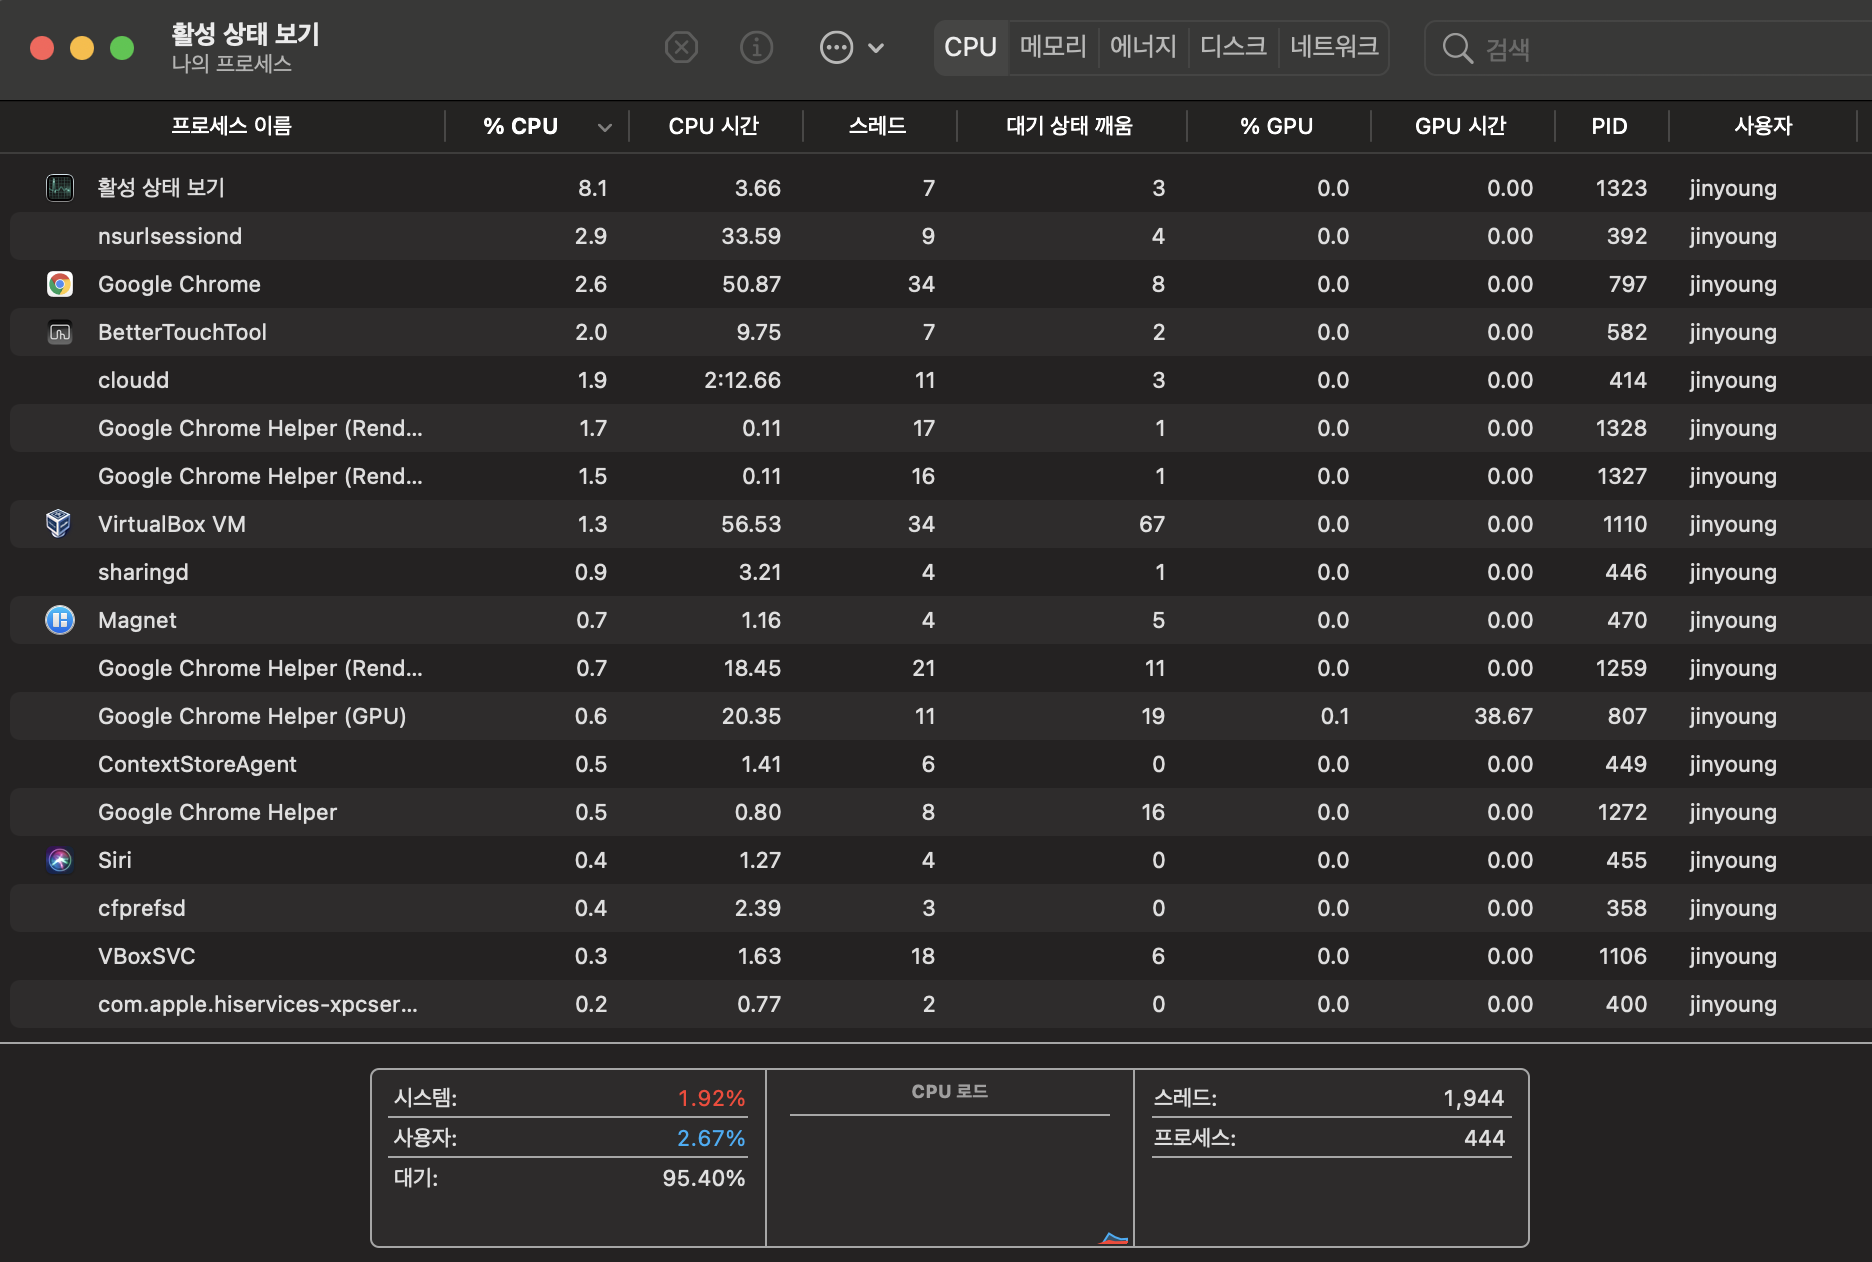 활성 상태 보기
나의 프로세스
CPU 메모리 에너지 디스크 네트워크 검색
프로세스 이름 % CPU CPU 시간 스레드 대기 상태 깨움 % GPU GPU 시간 PID 사용자
활성 상태 보기 8.1 3.66 7 3 0.0 0.00 1323 jinyoung
nsurlsessiond 2.9 33.59 9 4 0.0 0.00 392 jinyoung
Google Chrome 2.6 50.87 34 8 0.0 0.00 797 jinyoung
BetterTouchTool 2.0 9.75 7 2 0.0 0.00 582 jinyoung
cloudd 1.9 2:12.66 11 3 0.0 0.00 414 jinyoung
Google Chrome Helper (Rend... 1.7 0.11 17 1 0.0 0.00 1328 jinyoung
Google Chrome Helper (Rend... 1.5 0.11 16 1 0.0 0.00 1327 jinyoung
VirtualBox VM 1.3 56.53 34 67 0.0 0.00 1110 jinyoung
sharingd 0.9 3.21 4 1 0.0 0.00 446 jinyoung
Magnet 0.7 1.16 4 5 0.0 0.00 470 jinyoung
Google Chrome Helper (Rend... 0.7 18.45 21 11 0.0 0.00 1259 jinyoung
Google Chrome Helper (GPU) 0.6 20.35 11 19 0.1 38.67 807 jinyoung
ContextStoreAgent 0.5 1.41 6 0 0.0 0.00 449 jinyoung
Google Chrome Helper 0.5 0.80 8 16 0.0 0.00 1272 jinyoung
Siri 0.4 1.27 4 0 0.0 0.00 455 jinyoung
cfprefsd 0.4 2.39 3 0 0.0 0.00 358 jinyoung
VBoxSVC 0.3 1.63 18 6 0.0 0.00 1106 jinyoung
com.apple.hiservices-xpcser... 0.2 0.77 2 0 0.0 0.00 400 jinyoung
시스템: 1.92%
사용자: 2.67%
대기: 95.40%
CPU 로드
스레드: 1,944
프로세스: 444